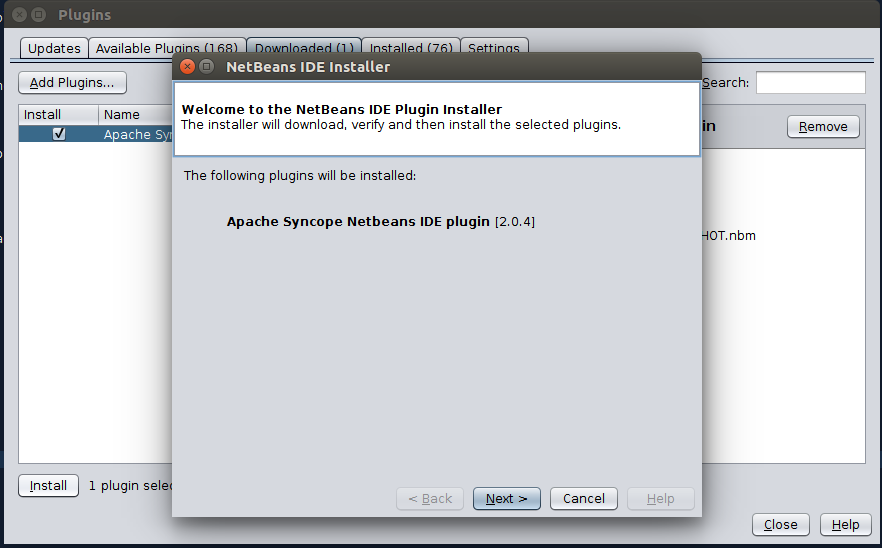 Plugins
Updates Available Plugins (168) Downloaded (1) Installed (76) Settings
NetBeans IDE Installer
Add Plugins... Search:
Welcome to the NetBeans IDE Plugin Installer
The installer will download, verify and then install the selected plugins.
Install Name Remove
Apache
The following plugins will be installed:
Apache Syncope Netbeans IDE plugin [2.0.4]
HOT.nbm
Install 1 plugin
< Back Next > Cancel Help
Close Help